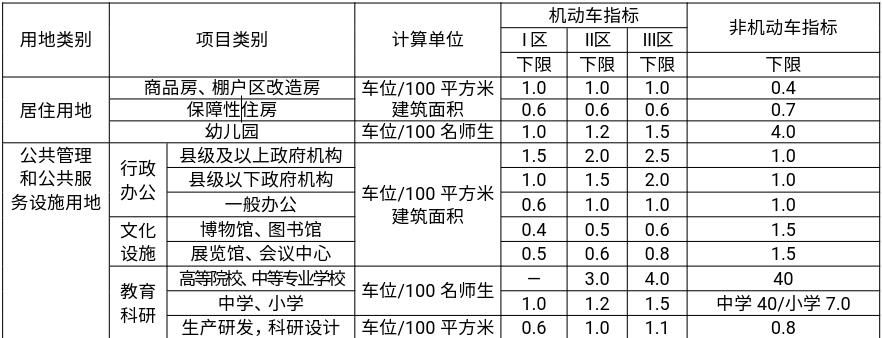 用地类别 项目类别 计算单位 机动车指标 非机动车指标
I区 II区 III区
下限 下限 下限 下限
居住用地 商品房、棚户区改造房 车位/100 平方米建筑面积 1.0 1.0 1.0 0.4
保障性住房 0.6 0.6 0.6 0.7
幼儿园 车位/100 名师生 1.0 1.2 1.5 4.0
公共管理和公共服务设施用地 行政办公 县级及以上政府机构 车位/100 平方米建筑面积 1.5 2.0 2.5 1.0
县级以下政府机构 1.0 1.5 2.0 1.0
一般办公 0.6 1.0 1.0 1.0
文化设施 博物馆、图书馆 0.4 0.5 0.6 1.5
展览馆、会议中心 0.5 0.6 0.8 1.5
教育科研 高等院校、中等专业学校 车位/100 名师生 — 3.0 4.0 40
中学、小学 1.0 1.2 1.5 中学 40/小学 7.0
生产研发，科研设计 车位/100 平方米 0.6 1.0 1.1 0.8